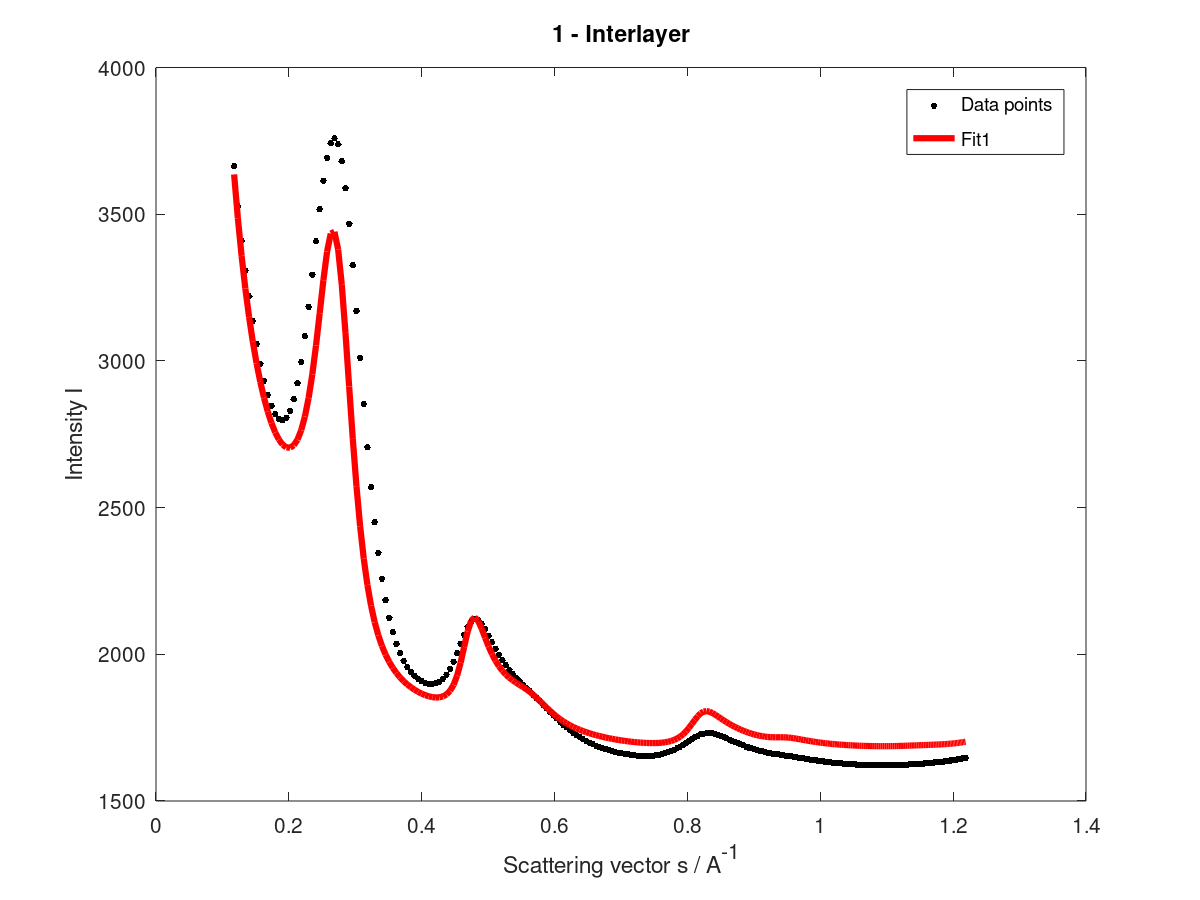 1 - Interlayer
4000
3500
3000
2500
2000
1500
Intensity I
Data points
Fit1
0 0.2 0.4 0.6 0.8 1 1.2 1.4
Scattering vector s / A^-1